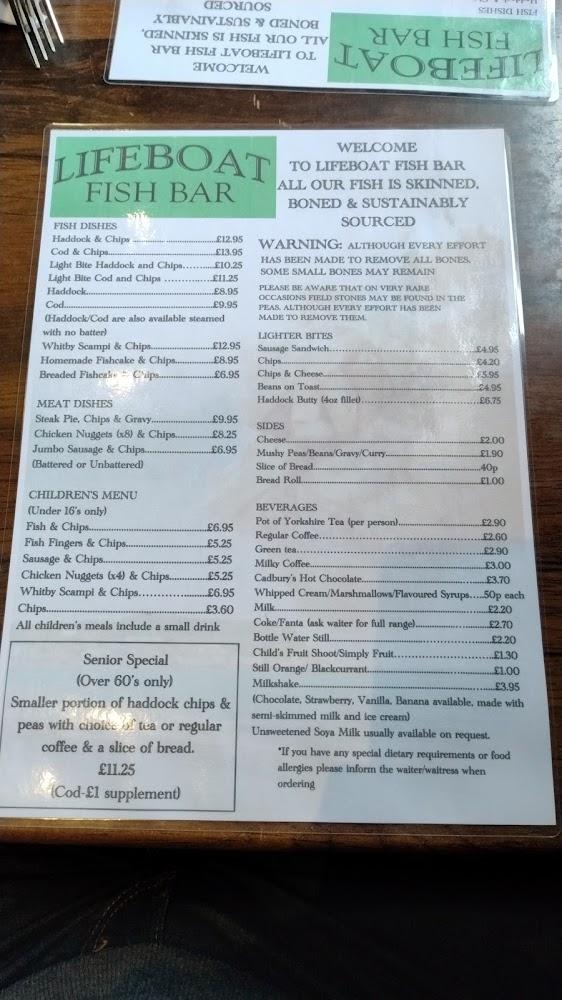 WELCOME
TO LIFEBOAT FISH BAR
ALL OUR FISH IS SKINNED,
BONED & SUSTAINABLY
SOURCED
LIFEBOAT
FISH BAR
FISH DISHES
LIFEBOAT
FISH BAR
WELCOME
TO LIFEBOAT FISH BAR
ALL OUR FISH IS SKINNED,
BONED & SUSTAINABLY
SOURCED
FISH DISHES
Haddock & Chips.....................£12.95
Cod & Chips.....................£13.95
Light Bite Haddock and Chips.........£10.25
Light Bite Cod and Chips ............£11.25
Haddock.....................£8.95
Cod.....................£9.95
(Haddock/Cod are also available steamed
with no batter)
Whitby Scampi & Chips.....................£12.95
Homemade Fishcake & Chips...............£8.95
Breaded Fishcake & Chips.....................£6.95
MEAT DISHES
Steak Pie, Chips & Gravy.....................£9.95
Chicken Nuggets (x8) & Chips...............£8.25
Jumbo Sausage & Chips.....................£6.95
(Battered or Unbattered)
CHILDREN'S MENU
(Under 16's only)
Fish & Chips.....................£6.95
Fish Fingers & Chips.....................£5.25
Sausage & Chips.....................£5.25
Chicken Nuggets (x4) & Chips............£5.25
Whitby Scampi & Chips...............£6.95
Chips.....................£3.60
All children's meals include a small drink
Senior Special
(Over 60's only)
Smaller portion of haddock chips &
peas with choice of tea or regular
coffee & a slice of bread.
£11.25
(Cod-£1 supplement)
WARNING: ALTHOUGH EVERY EFFORT
HAS BEEN MADE TO REMOVE ALL BONES,
SOME SMALL BONES MAY REMAIN
PLEASE BE AWARE THAT ON VERY RARE
OCCASIONS FIELD STONES MAY BE FOUND IN THE
PEAS. ALTHOUGH EVERY EFFORT HAS BEEN
MADE TO REMOVE THEM.
LIGHTER BITES
Sausage Sandwich.....................£4.95
Chips.....................£4.20
Chips & Cheese.....................£5.95
Beans on Toast.....................£4.95
Haddock Butty (4oz fillet).....................£6.75
SIDES
Cheese.....................£2.00
Mushy Peas/Beans/Gravy/Curry.....................£1.90
Slice of Bread.....................40p
Bread Roll.....................£1.00
BEVERAGES
Pot of Yorkshire Tea (per person).....................£2.90
Regular Coffee.....................£2.60
Green tea.....................£2.90
Milky Coffee.....................£3.00
Cadbury's Hot Chocolate.....................£3.70
Whipped Cream/Marshmallows/Flavoured Syrups.....50p each
Milk.....................£2.20
Coke/Fanta (ask waiter for full range)...............£2.70
Bottle Water Still.....................£2.20
Child's Fruit Shoot/Simply Fruit.....................£1.30
Still Orange/ Blackcurrant.....................£1.00
Milkshake.....................£3.95
(Chocolate, Strawberry, Vanilla, Banana available, made with
semi-skimmed milk and ice cream)
Unsweetened Soya Milk usually available on request.
*If you have any special dietary requirements or food
allergies please inform the waiter/waitress when
ordering